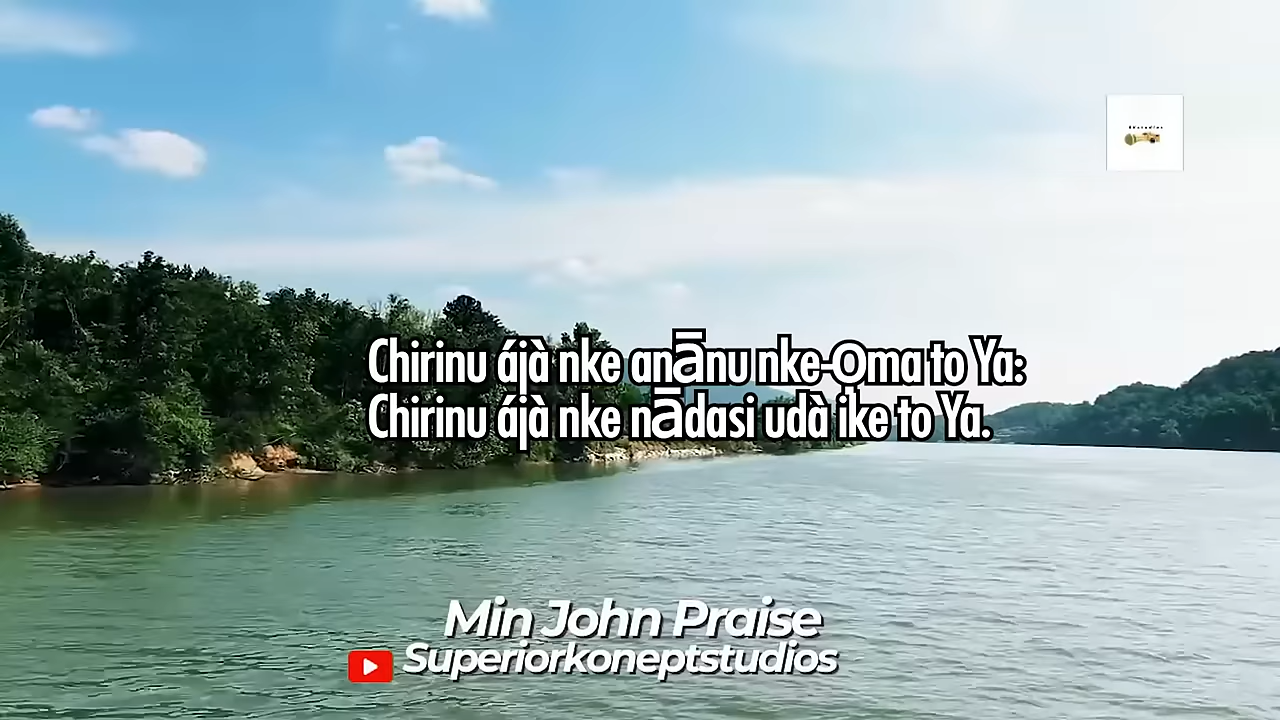 Chirinu ájà nke anānu nke-Ọma to Ya:
Chirinu ájà nke nādasi udà ike to Ya.
Min John Praise
Superiorkoneptstudios